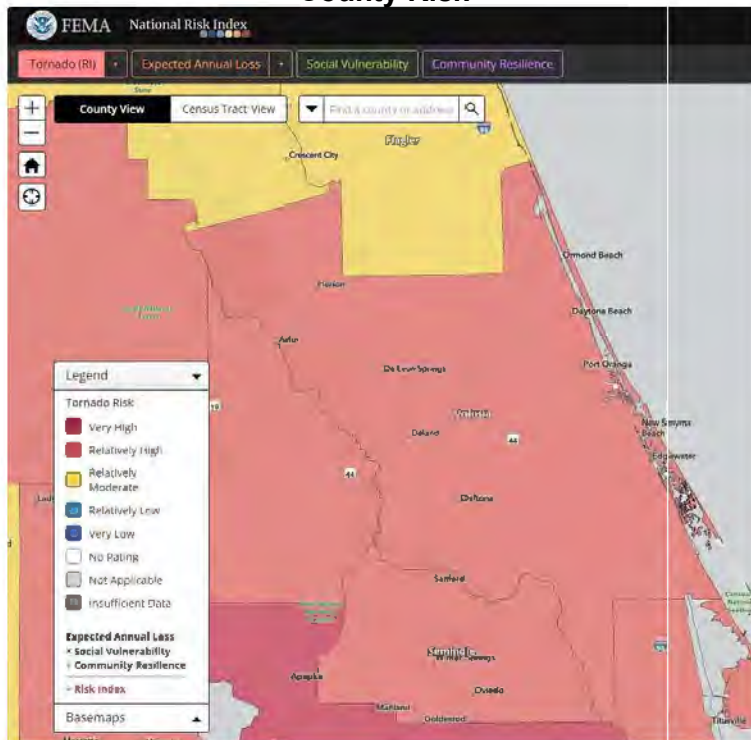 County Risk
FEMA National Risk Index
Tornado (RI)
Expected Annual Loss
Social Vulnerability
Community Resilience
+
−
County View
Census Tract View
Find a county or address
Flagler
95
Crescent City
Ormond Beach
Pierson
Daytona Beach
Astor
Port Orange
De Leon Springs
Legend
Tornado Risk
Very High
Relatively High
Relatively
Moderate
Relatively Low
Very Low
No Rating
Not Applicable
Insufficient Data
Expected Annual Loss
× Social Vulnerability
÷ Community Resilience
= Risk Index
Basemaps
19
Volusia
New Smyrna
Beach
Deland
44
Edgewater
44
Deltona
Lady
Sanford
Seminole
Winter Springs
95
Apopka
Oviedo
Maitland
Goldenrod
Titusville